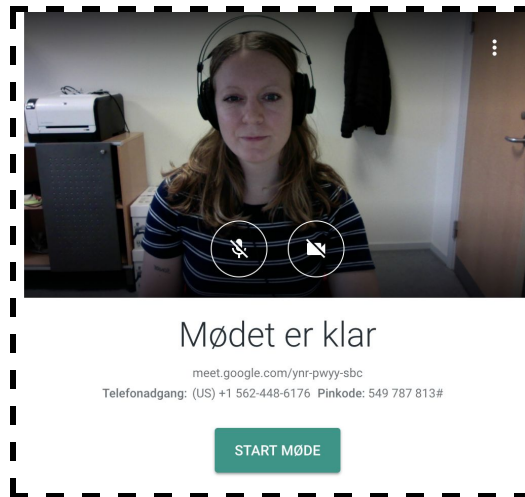 Mødet er klar
meet.google.com/ynr-pwyy-sbc
Telefonadgang: (US) +1 562-448-6176 Pinkode: 549 787 813#
START MØDE